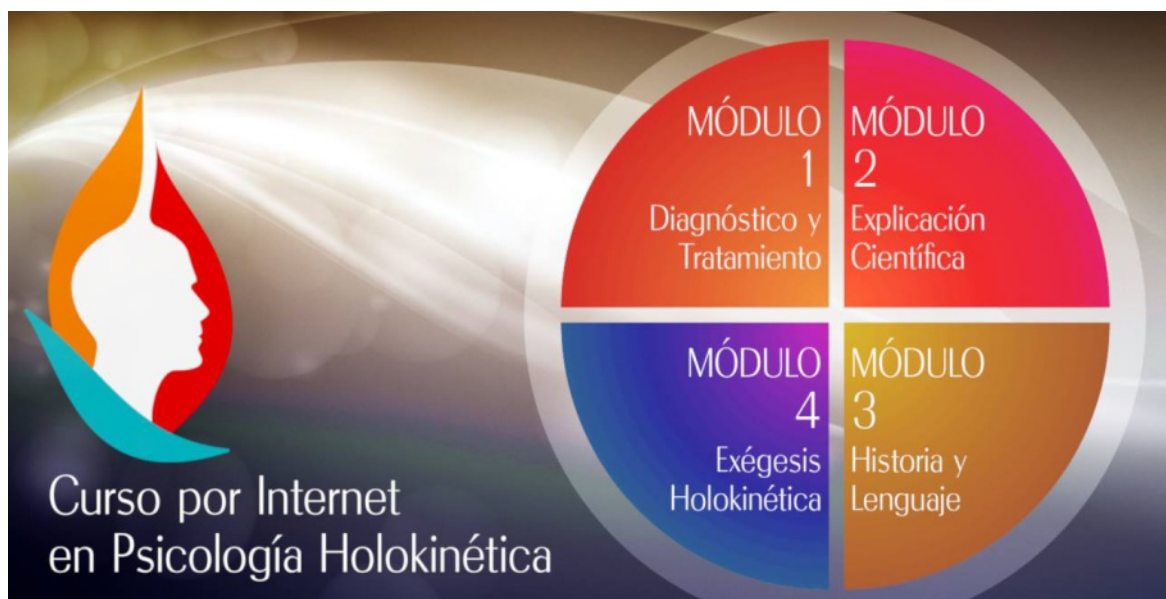 MÓDULO
1
Diagnóstico y
Tratamiento
MÓDULO
2
Explicación
Científica
MÓDULO
4
Exégesis
Holokinética
MÓDULO
3
Historia y
Lenguaje
Curso por Internet
en Psicología Holokinética